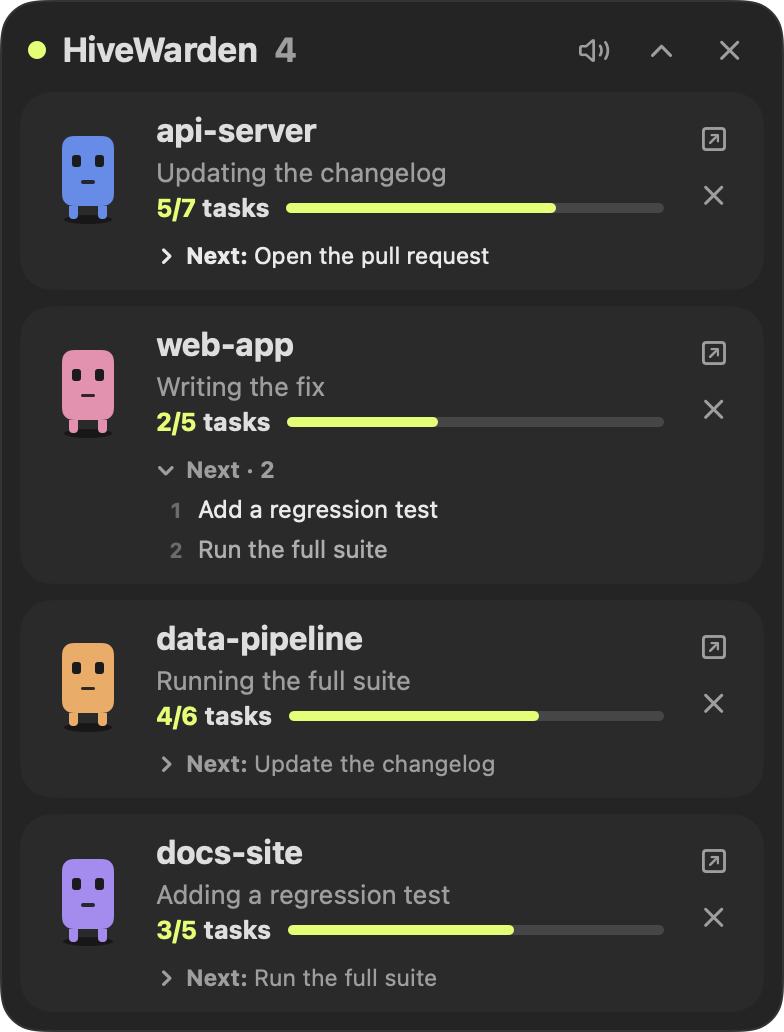 HiveWarden 4
api-server
Updating the changelog
5/7 tasks
Next: Open the pull request
web-app
Writing the fix
2/5 tasks
Next · 2
1 Add a regression test
2 Run the full suite
data-pipeline
Running the full suite
4/6 tasks
Next: Update the changelog
docs-site
Adding a regression test
3/5 tasks
Next: Run the full suite